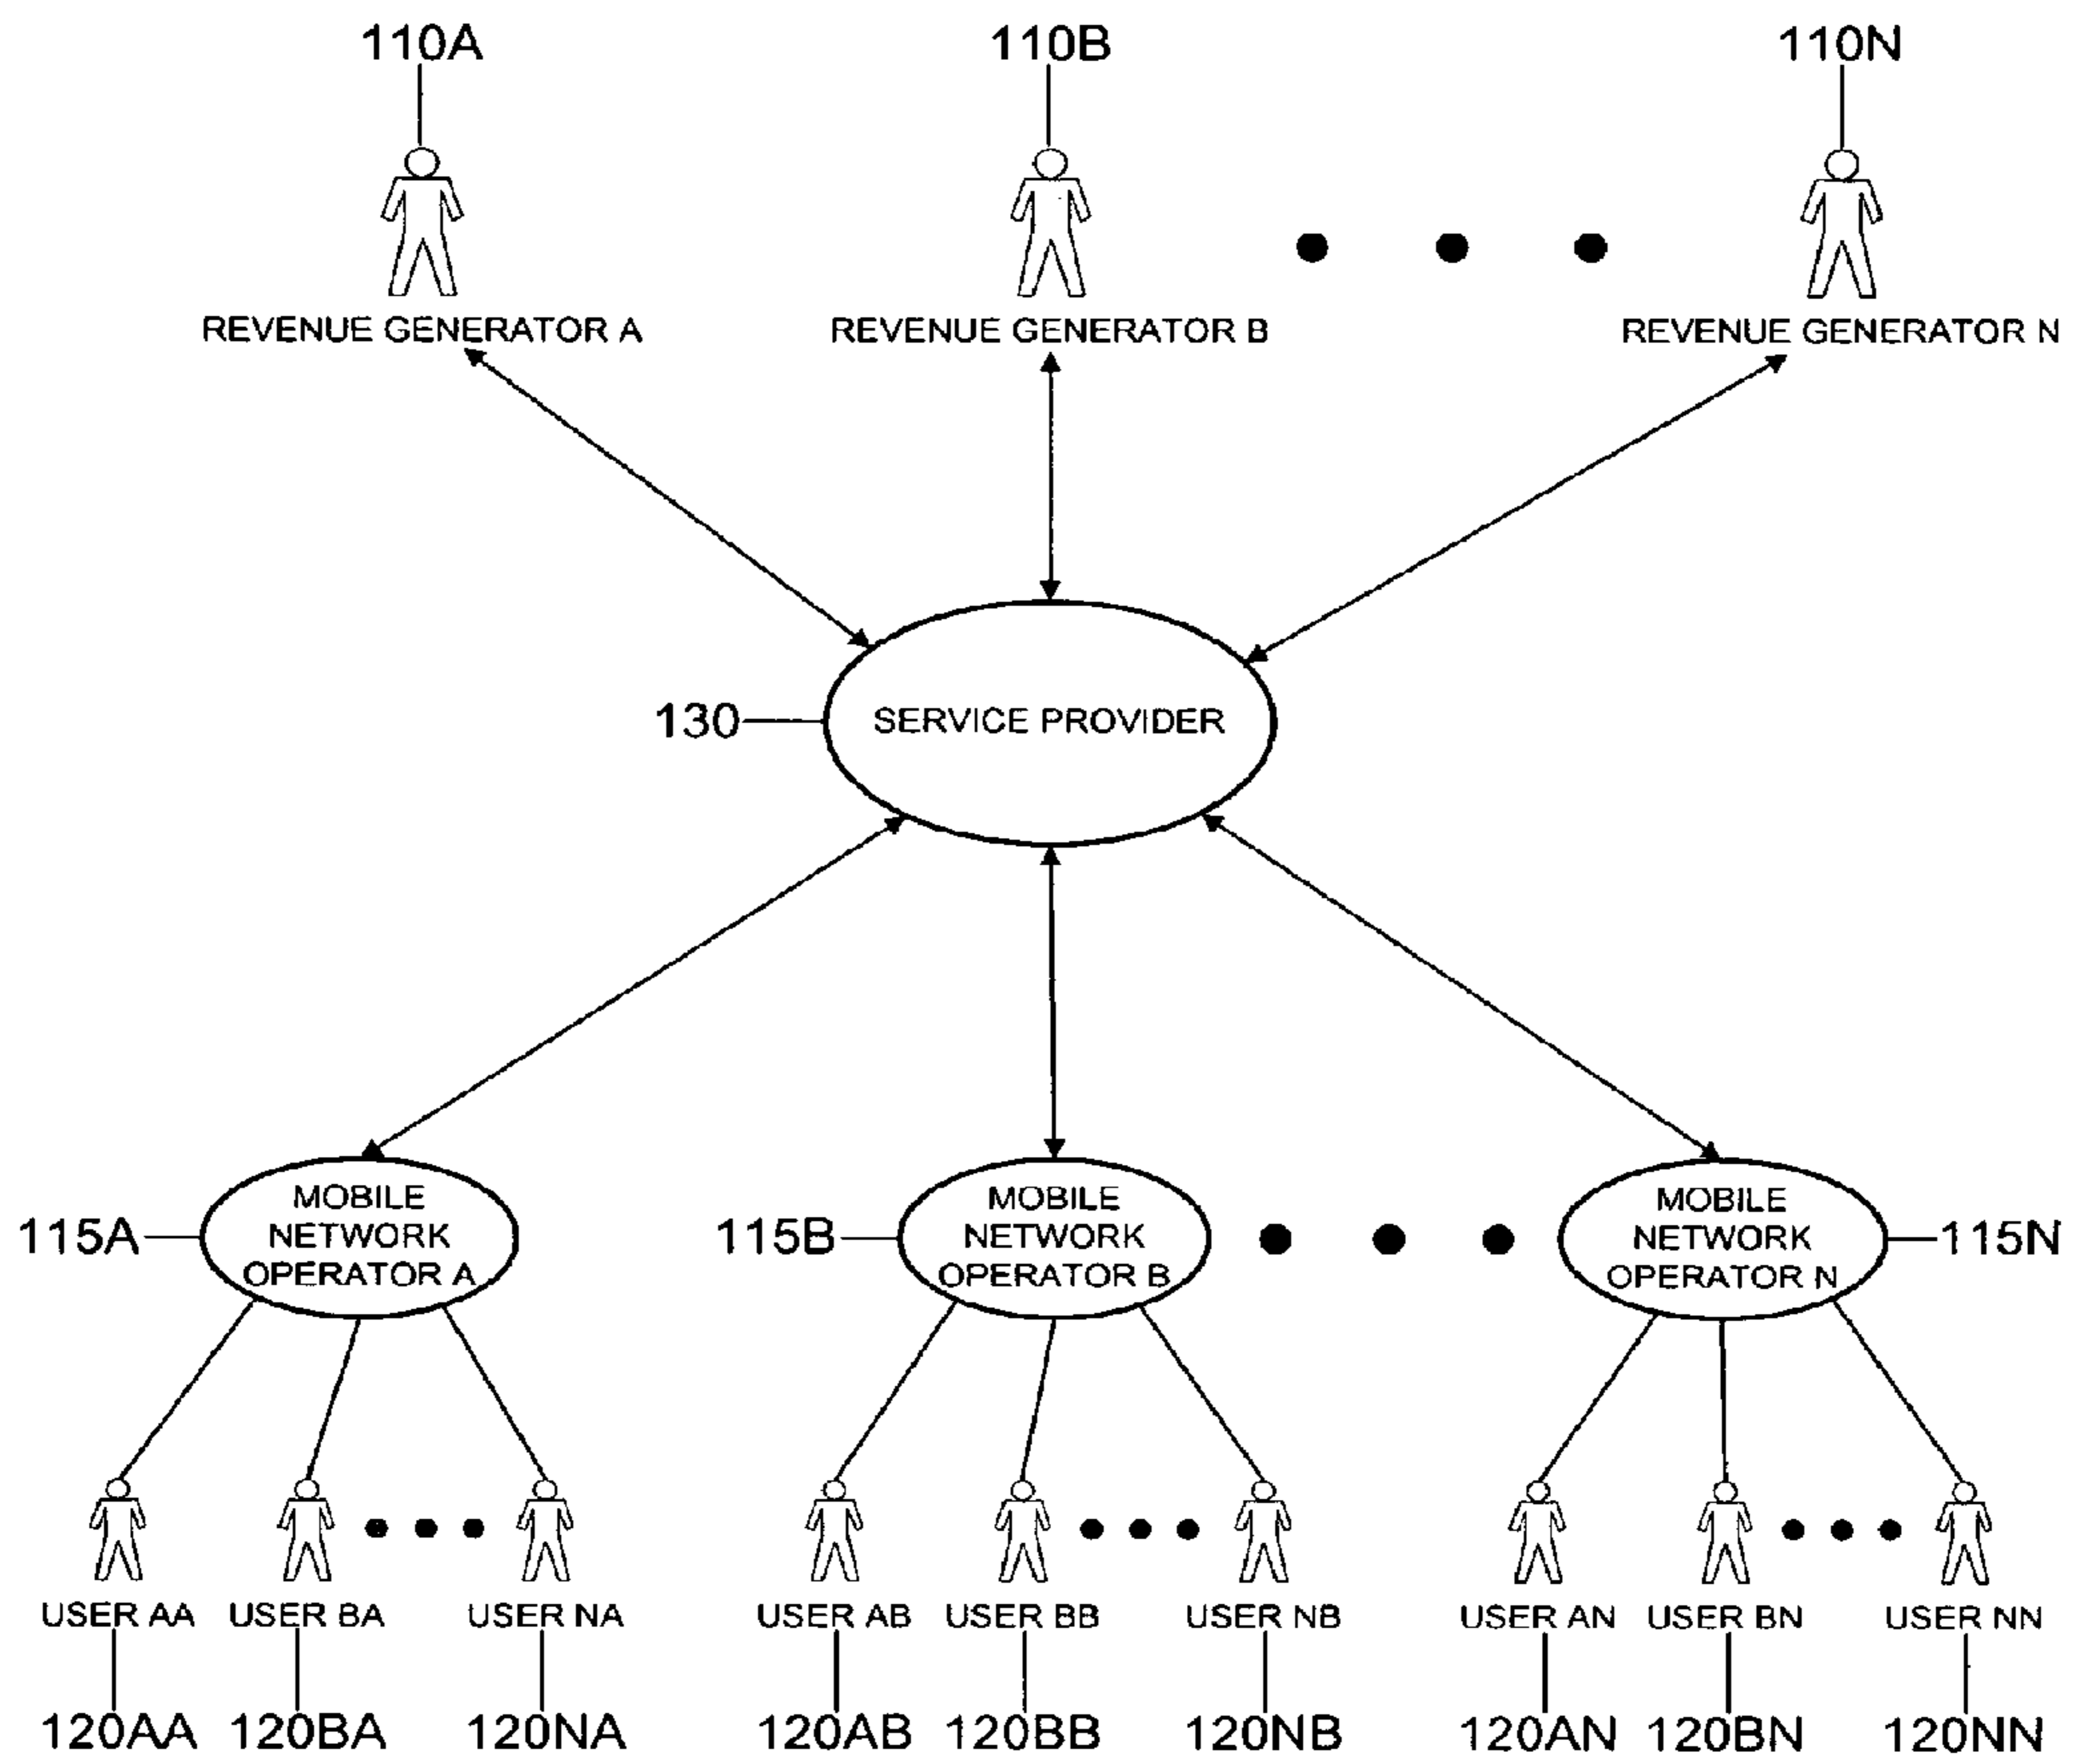 110A 110B 110N
REVENUE GENERATOR A REVENUE GENERATOR B REVENUE GENERATOR N
130 SERVICE PROVIDER
MOBILE
NETWORK
OPERATOR A
115A
MOBILE
NETWORK
OPERATOR B
115B
MOBILE
NETWORK
OPERATOR N
115N
USER AA USER BA USER NA USER AB USER BB USER NB USER AN USER BN USER NN
120AA 120BA 120NA 120AB 120BB 120NB 120AN 120BN 120NN